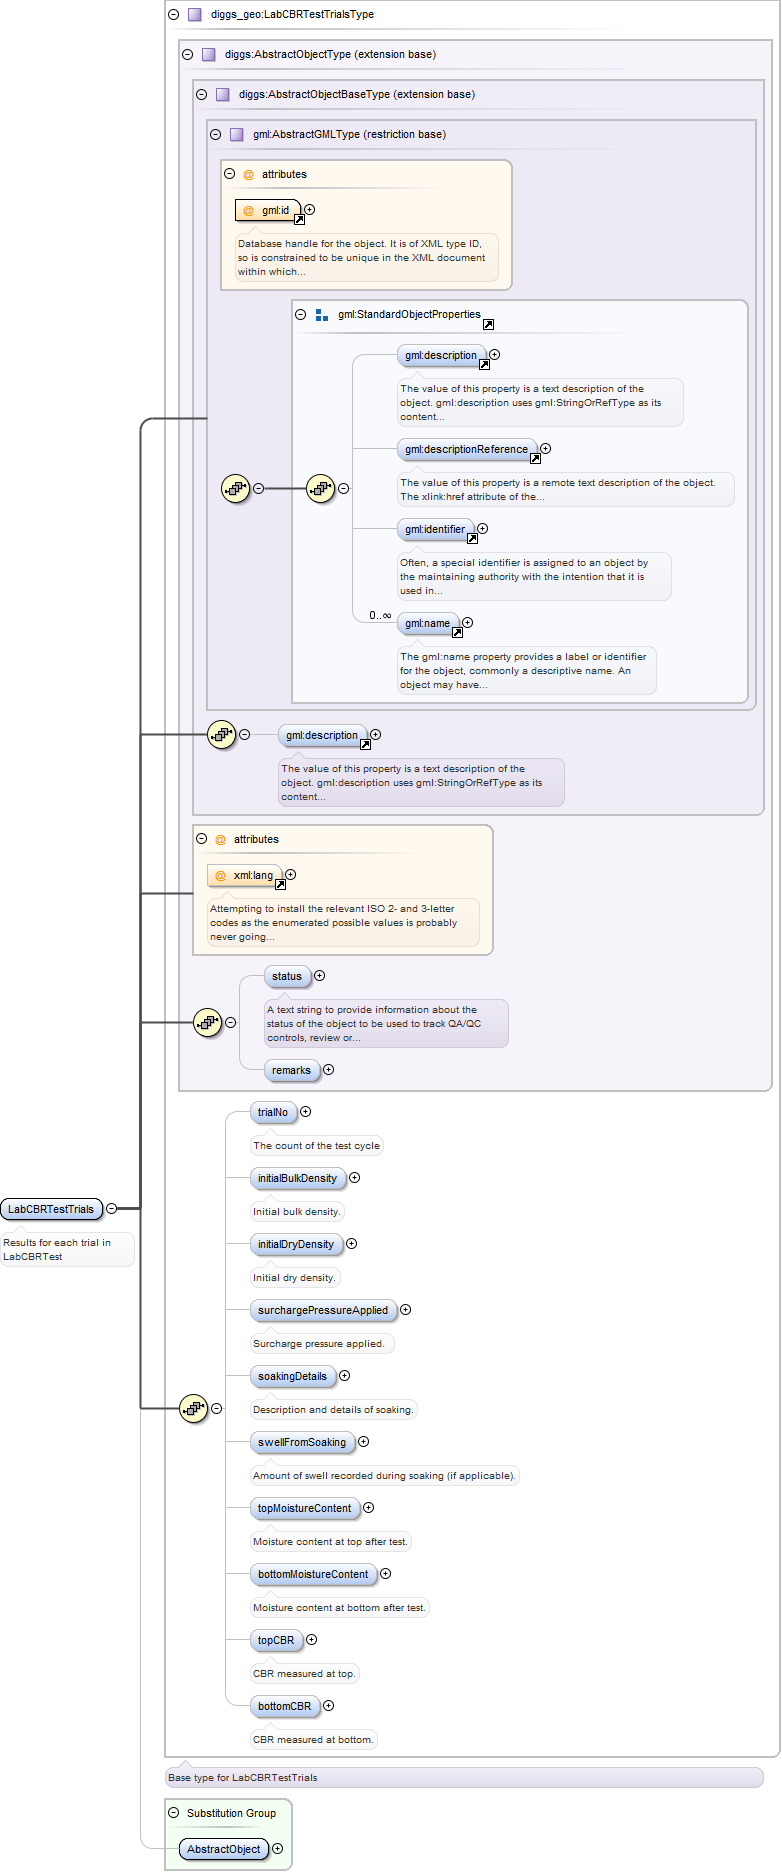 diggs_geo:LabCBRTestTrialsType
diggs:AbstractObjectType (extension base)
diggs:AbstractObjectBaseType (extension base)
gml:AbstractGMLType (restriction base)
@ attributes
@ gml:id
Database handle for the object. It is of XML type ID,
so is constrained to be unique in the XML document
within which...
gml:StandardObjectProperties
gml:description
The value of this property is a text description of the
object. gml:description uses gml:StringOrRefType as its
content...
gml:descriptionReference
The value of this property is a remote text description of the object.
The xlink:href attribute of the...
gml:identifier
Often, a special identifier is assigned to an object by
the maintaining authority with the intention that it is
used in...
0..∞
gml:name
The gml:name property provides a label or identifier
for the object, commonly a descriptive name. An
object may have...
gml:description
The value of this property is a text description of the
object. gml:description uses gml:StringOrRefType as its
content...
@ attributes
@ xml:lang
Attempting to install the relevant ISO 2- and 3-letter
codes as the enumerated possible values is probably
never going...
status
A text string to provide information about the
status of the object to be used to track QA/QC
controls, review or...
remarks
trialNo
The count of the test cycle
initialBulkDensity
Initial bulk density.
LabCBRTestTrials
Results for each trial in
LabCBRTest
initialDryDensity
Initial dry density.
surchargePressureApplied
Surcharge pressure applied.
soakingDetails
Description and details of soaking.
swellFromSoaking
Amount of swell recorded during soaking (if applicable).
topMoistureContent
Moisture content at top after test.
bottomMoistureContent
Moisture content at bottom after test.
topCBR
CBR measured at top.
bottomCBR
CBR measured at bottom.
Base type for LabCBRTestTrials
Substitution Group
AbstractObject